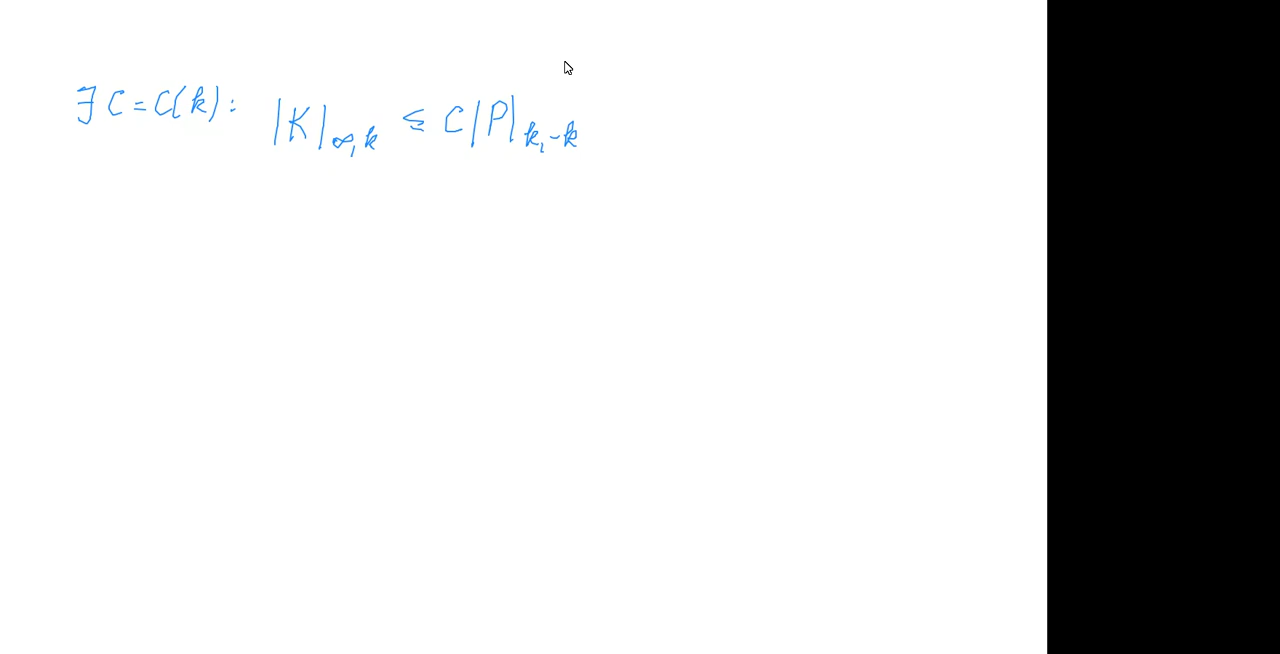 ∃ C = C(k) : |K|_{∞,k} ≤ C|P|_{k,-k}